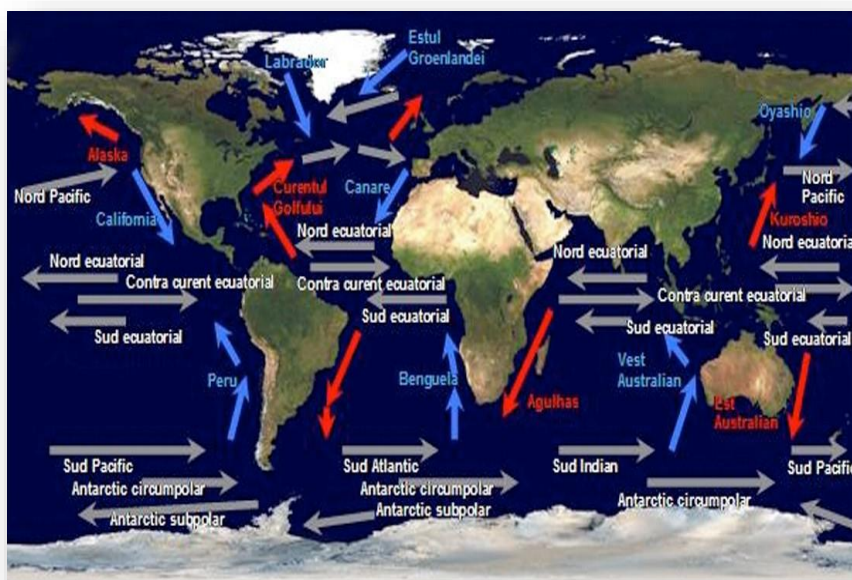 Estul
Groenlandei
Labrador
Oyashio
Alaska
Nord Pacific
California
Curentul
Golfului
Canare
Nord
Pacific
Kuroshio
Nord ecuatorial
Nord ecuatorial
Nord ecuatorial
Nord ecuatorial
Contra curent ecuatorial
Contra curent ecuatorial
Contra curent ecuatorial
Sud ecuatorial
Sud ecuatorial
Sud ecuatorial
Sud ecuatorial
Peru
Benguela
Agulhas
Vest
Australian
Est
Australian
Sud Pacific
Sud Atlantic
Sud Indian
Sud Pacific
Antarctic circumpolar
Antarctic circumpolar
Antarctic circumpolar
Antarctic subpolar
Antarctic subpolar